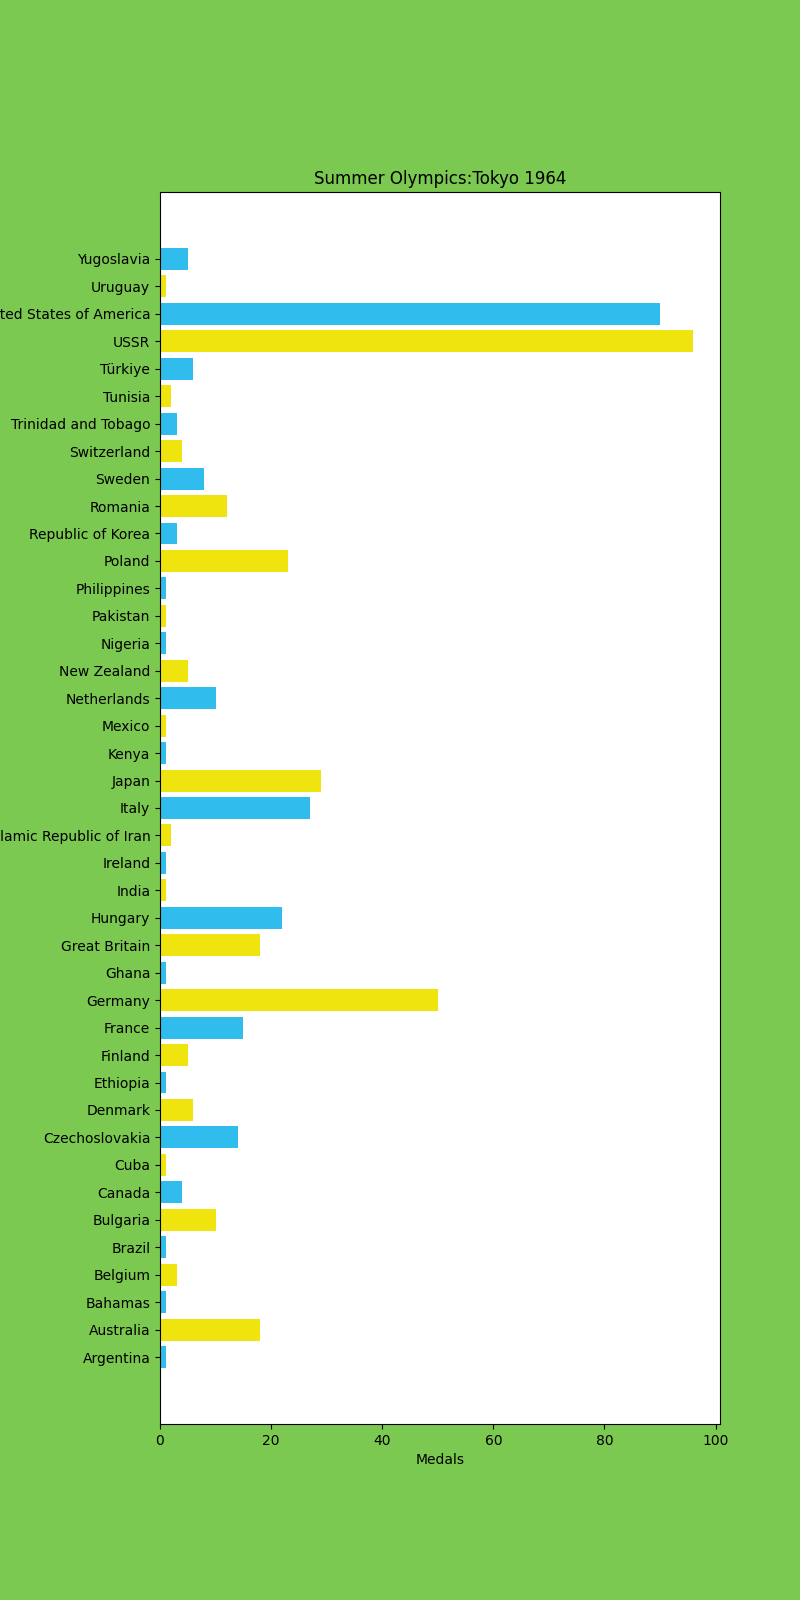 Summer Olympics:Tokyo 1964
Yugoslavia
Uruguay
ted States of America
USSR
Türkiye
Tunisia
Trinidad and Tobago
Switzerland
Sweden
Romania
Republic of Korea
Poland
Philippines
Pakistan
Nigeria
New Zealand
Netherlands
Mexico
Kenya
Japan
Italy
lamic Republic of Iran
Ireland
India
Hungary
Great Britain
Ghana
Germany
France
Finland
Ethiopia
Denmark
Czechoslovakia
Cuba
Canada
Bulgaria
Brazil
Belgium
Bahamas
Australia
Argentina
0 20 40 60 80 100
Medals